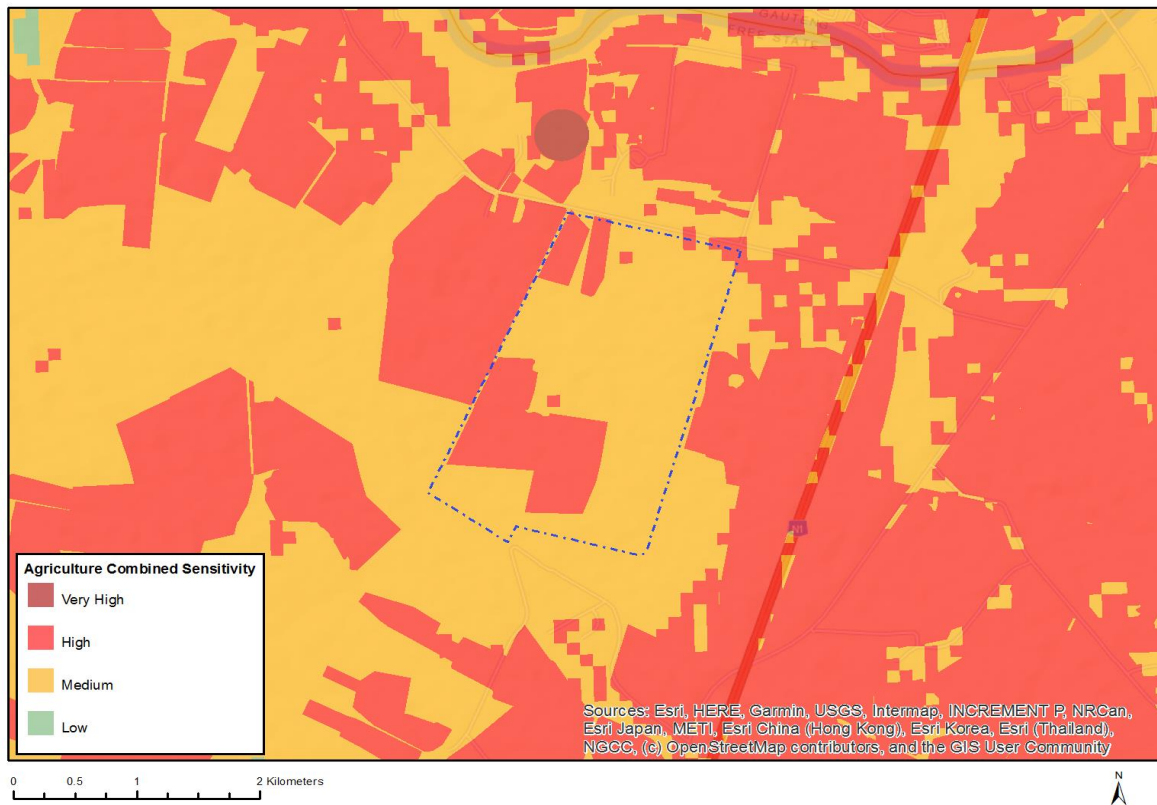 GAUTENG
FREE STATE
N1
Agriculture Combined Sensitivity
Very High
High
Medium
Low
Sources: Esri, HERE, Garmin, USGS, Intermap, INCREMENT P, NRCan,
Esri Japan, METI, Esri China (Hong Kong), Esri Korea, Esri (Thailand),
NGCC, (c) OpenStreetMap contributors, and the GIS User Community
0 0.5 1 2 Kilometers
N